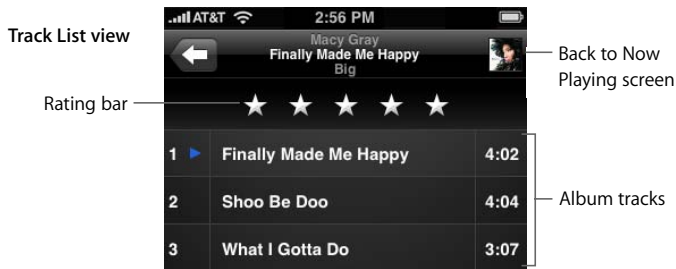 AT&T 2:56 PM
Track List view
Macy Gray
Finally Made Me Happy
Big
Back to Now
Playing screen
Rating bar
1 Finally Made Me Happy 4:02
2 Shoo Be Doo 4:04
Album tracks
3 What I Gotta Do 3:07